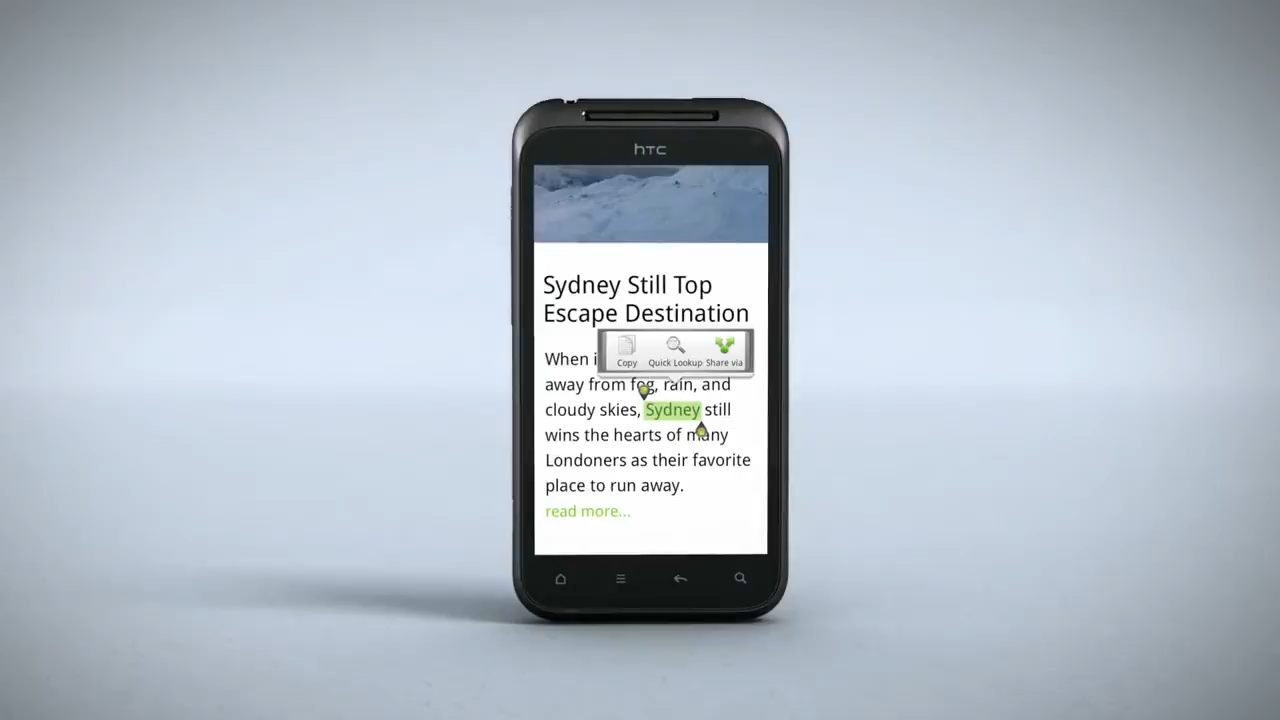 hTC
Sydney Still Top
Escape Destination
Copy Quick Lookup Share via
When i
away from fog, rain, and
cloudy skies, Sydney still
wins the hearts of many
Londoners as their favorite
place to run away.
read more...